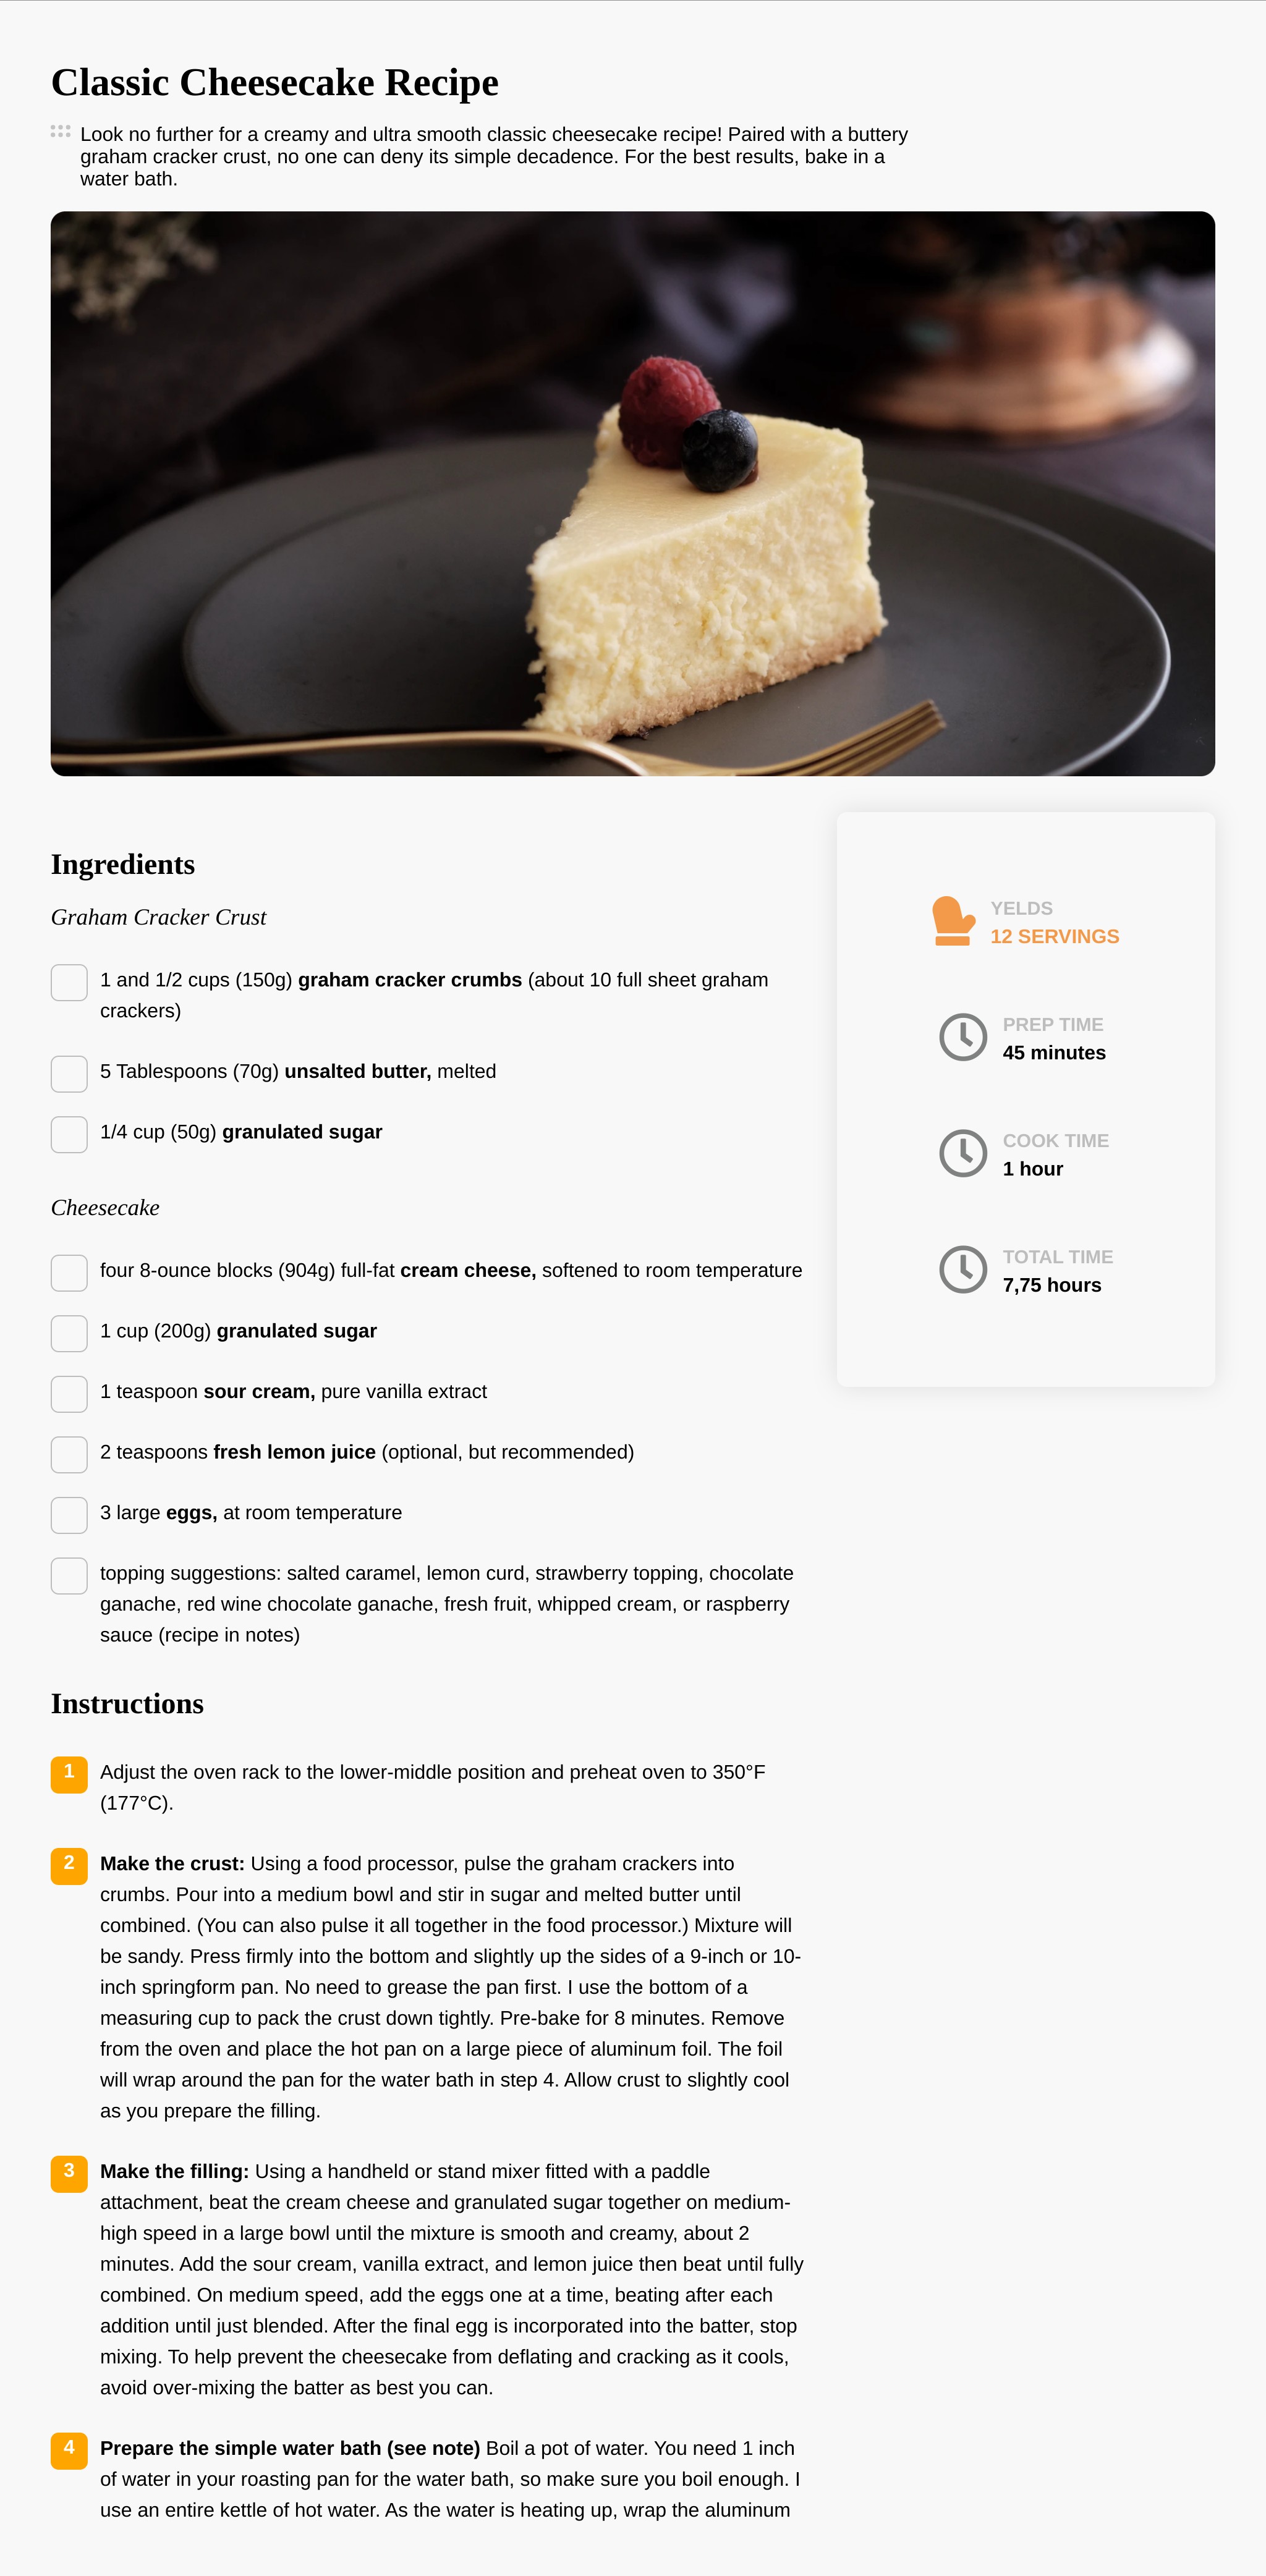 Classic Cheesecake Recipe
Look no further for a creamy and ultra smooth classic cheesecake recipe! Paired with a buttery
graham cracker crust, no one can deny its simple decadence. For the best results, bake in a
water bath.
Ingredients
Graham Cracker Crust
1 and 1/2 cups (150g) graham cracker crumbs (about 10 full sheet graham
crackers)
5 Tablespoons (70g) unsalted butter, melted
1/4 cup (50g) granulated sugar
Cheesecake
four 8-ounce blocks (904g) full-fat cream cheese, softened to room temperature
1 cup (200g) granulated sugar
1 teaspoon sour cream, pure vanilla extract
2 teaspoons fresh lemon juice (optional, but recommended)
3 large eggs, at room temperature
topping suggestions: salted caramel, lemon curd, strawberry topping, chocolate
ganache, red wine chocolate ganache, fresh fruit, whipped cream, or raspberry
sauce (recipe in notes)
YELDS
12 SERVINGS
PREP TIME
45 minutes
COOK TIME
1 hour
TOTAL TIME
7,75 hours
Instructions
1 Adjust the oven rack to the lower-middle position and preheat oven to 350°F
(177°C).
2 Make the crust: Using a food processor, pulse the graham crackers into
crumbs. Pour into a medium bowl and stir in sugar and melted butter until
combined. (You can also pulse it all together in the food processor.) Mixture will
be sandy. Press firmly into the bottom and slightly up the sides of a 9-inch or 10-
inch springform pan. No need to grease the pan first. I use the bottom of a
measuring cup to pack the crust down tightly. Pre-bake for 8 minutes. Remove
from the oven and place the hot pan on a large piece of aluminum foil. The foil
will wrap around the pan for the water bath in step 4. Allow crust to slightly cool
as you prepare the filling.
3 Make the filling: Using a handheld or stand mixer fitted with a paddle
attachment, beat the cream cheese and granulated sugar together on medium-
high speed in a large bowl until the mixture is smooth and creamy, about 2
minutes. Add the sour cream, vanilla extract, and lemon juice then beat until fully
combined. On medium speed, add the eggs one at a time, beating after each
addition until just blended. After the final egg is incorporated into the batter, stop
mixing. To help prevent the cheesecake from deflating and cracking as it cools,
avoid over-mixing the batter as best you can.
4 Prepare the simple water bath (see note) Boil a pot of water. You need 1 inch
of water in your roasting pan for the water bath, so make sure you boil enough. I
use an entire kettle of hot water. As the water is heating up, wrap the aluminum